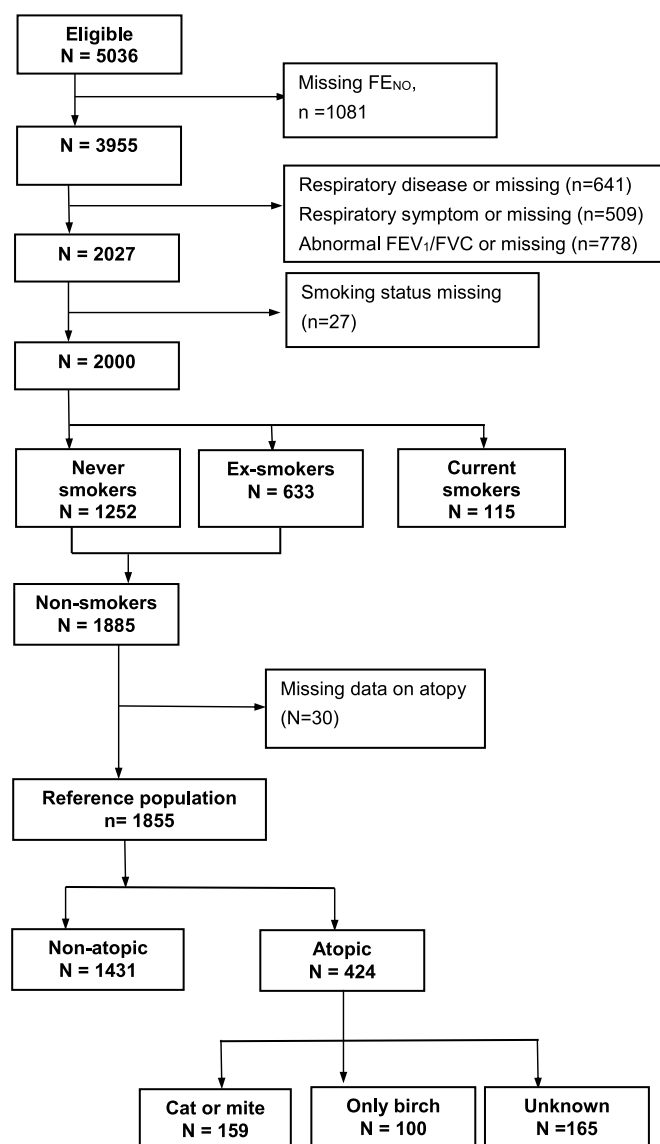 Eligible
N = 5036
Missing FENO,
n =1081
N = 3955
Respiratory disease or missing (n=641)
Respiratory symptom or missing (n=509)
Abnormal FEV1/FVC or missing (n=778)
N = 2027
Smoking status missing
(n=27)
N = 2000
Never
smokers
N = 1252
Ex-smokers
N = 633
Current
smokers
N = 115
Non-smokers
N = 1885
Missing data on atopy
(N=30)
Reference population
n= 1855
Non-atopic
N = 1431
Atopic
N = 424
Cat or mite
N = 159
Only birch
N = 100
Unknown
N =165